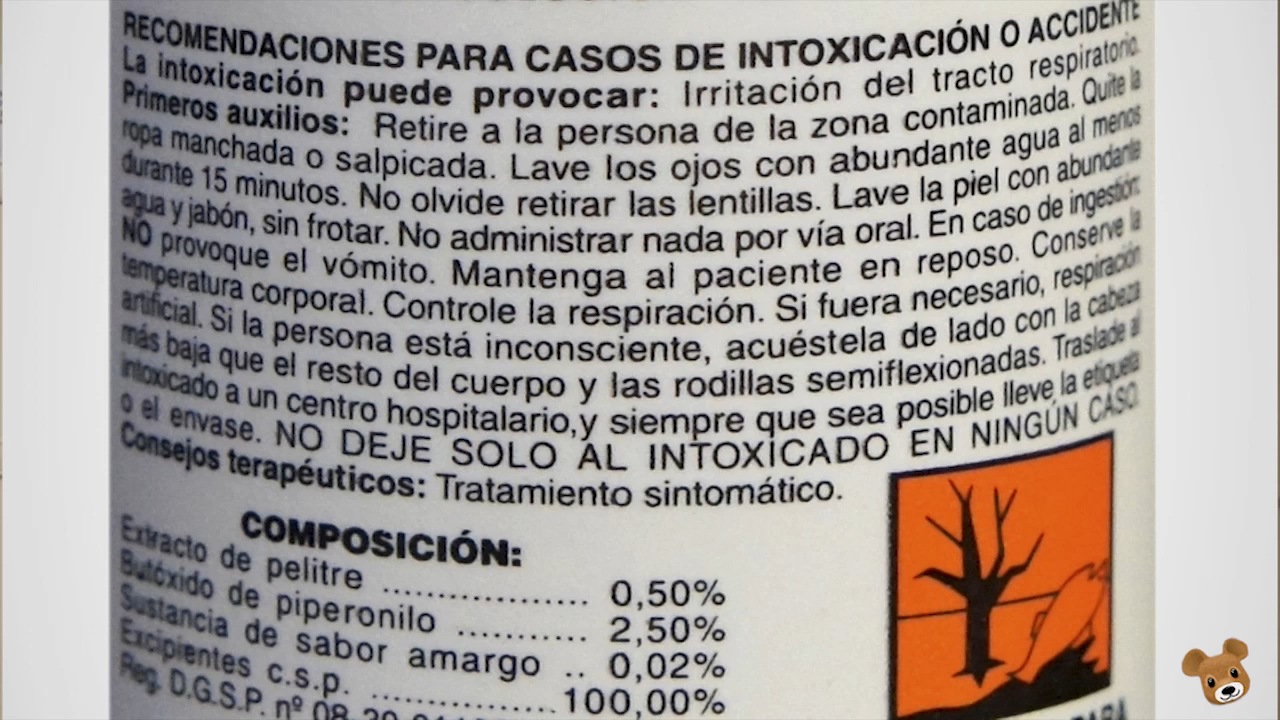 RECOMENDACIONES PARA CASOS DE INTOXICACIÓN O ACCIDENTE
La intoxicación puede provocar: Irritación del tracto respiratorio.
Primeros auxilios: Retire a la persona de la zona contaminada. Quite la
ropa manchada o salpicada. Lave los ojos con abundante agua al menos
durante 15 minutos. No olvide retirar las lentillas. Lave la piel con abundante
agua y jabón, sin frotar. No administrar nada por vía oral. En caso de ingestión:
NO provoque el vómito. Mantenga al paciente en reposo. Conserve la
temperatura corporal. Controle la respiración. Si fuera necesario, respiración
artificial. Si la persona está inconsciente, acuéstela de lado con la cabeza
más baja que el resto del cuerpo y las rodillas semiflexionadas. Traslade al
intoxicado a un centro hospitalario,y siempre que sea posible lleve la etiqueta
o el envase. NO DEJE SOLO AL INTOXICADO EN NINGÚN CASO.
Consejos terapéuticos: Tratamiento sintomático.
COMPOSICIÓN:
Extracto de pelitre .................. 0,50%
Butóxido de piperonilo ........... 2,50%
Sustancia de sabor amargo .. 0,02%
Excipientes c.s.p. ................ 100,00%
Reg. D.G.S.P. nº 08-30-
PARA